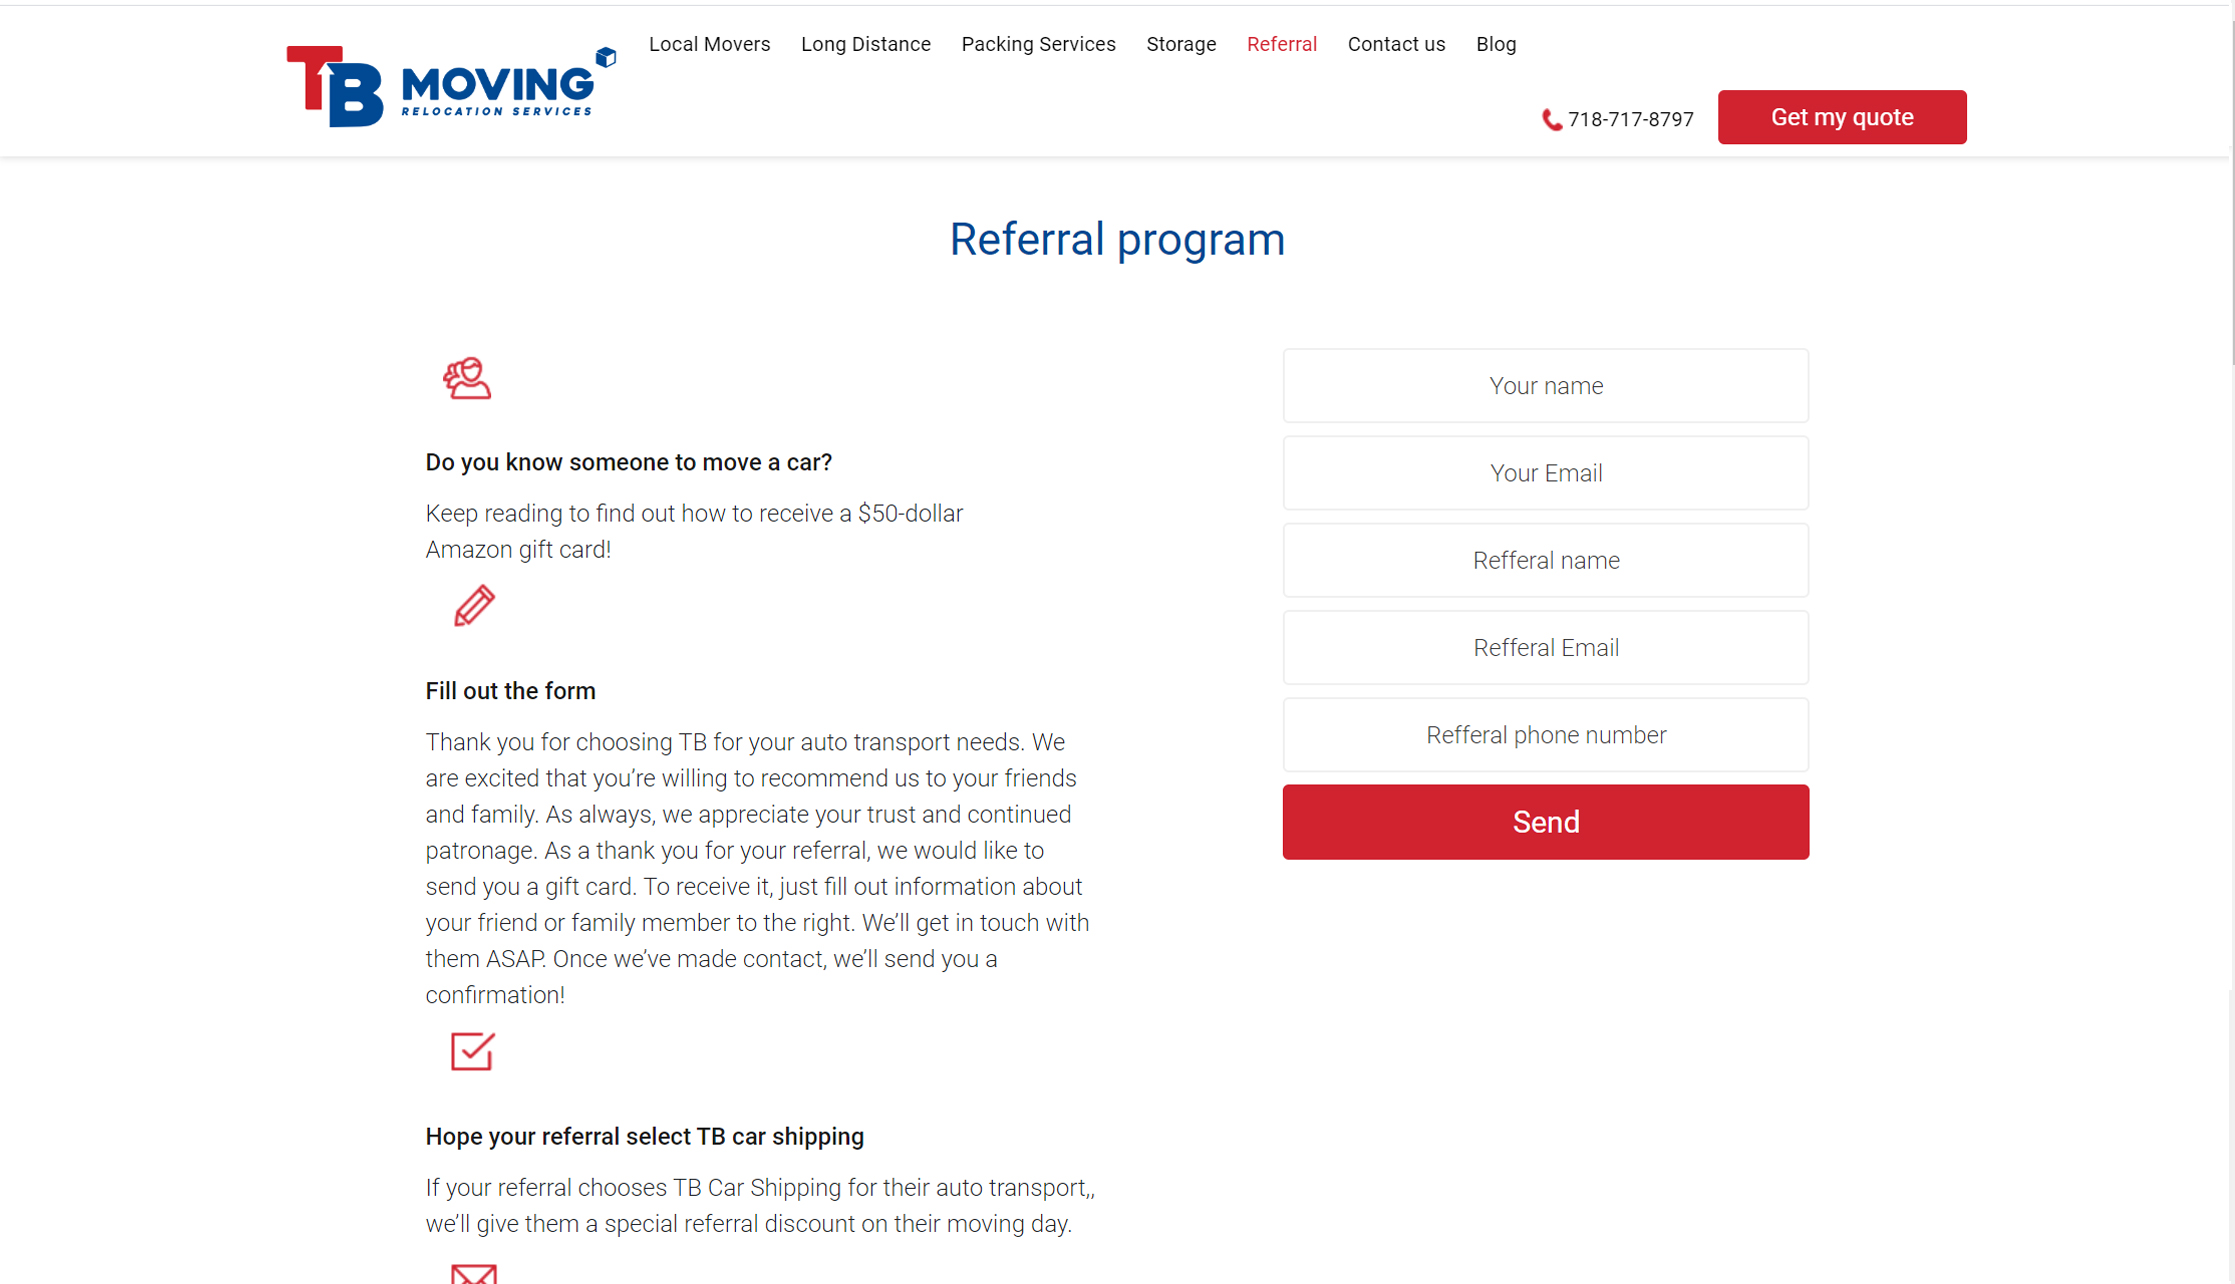 Local Movers Long Distance Packing Services Storage Referral Contact us Blog
TB MOVING
RELOCATION SERVICES
718-717-8797 Get my quote
Referral program
Do you know someone to move a car?
Keep reading to find out how to receive a $50-dollar
Amazon gift card!
Fill out the form
Thank you for choosing TB for your auto transport needs. We
are excited that you’re willing to recommend us to your friends
and family. As always, we appreciate your trust and continued
patronage. As a thank you for your referral, we would like to
send you a gift card. To receive it, just fill out information about
your friend or family member to the right. We’ll get in touch with
them ASAP. Once we’ve made contact, we’ll send you a
confirmation!
Hope your referral select TB car shipping
If your referral chooses TB Car Shipping for their auto transport,,
we’ll give them a special referral discount on their moving day.
Your name
Your Email
Refferal name
Refferal Email
Refferal phone number
Send